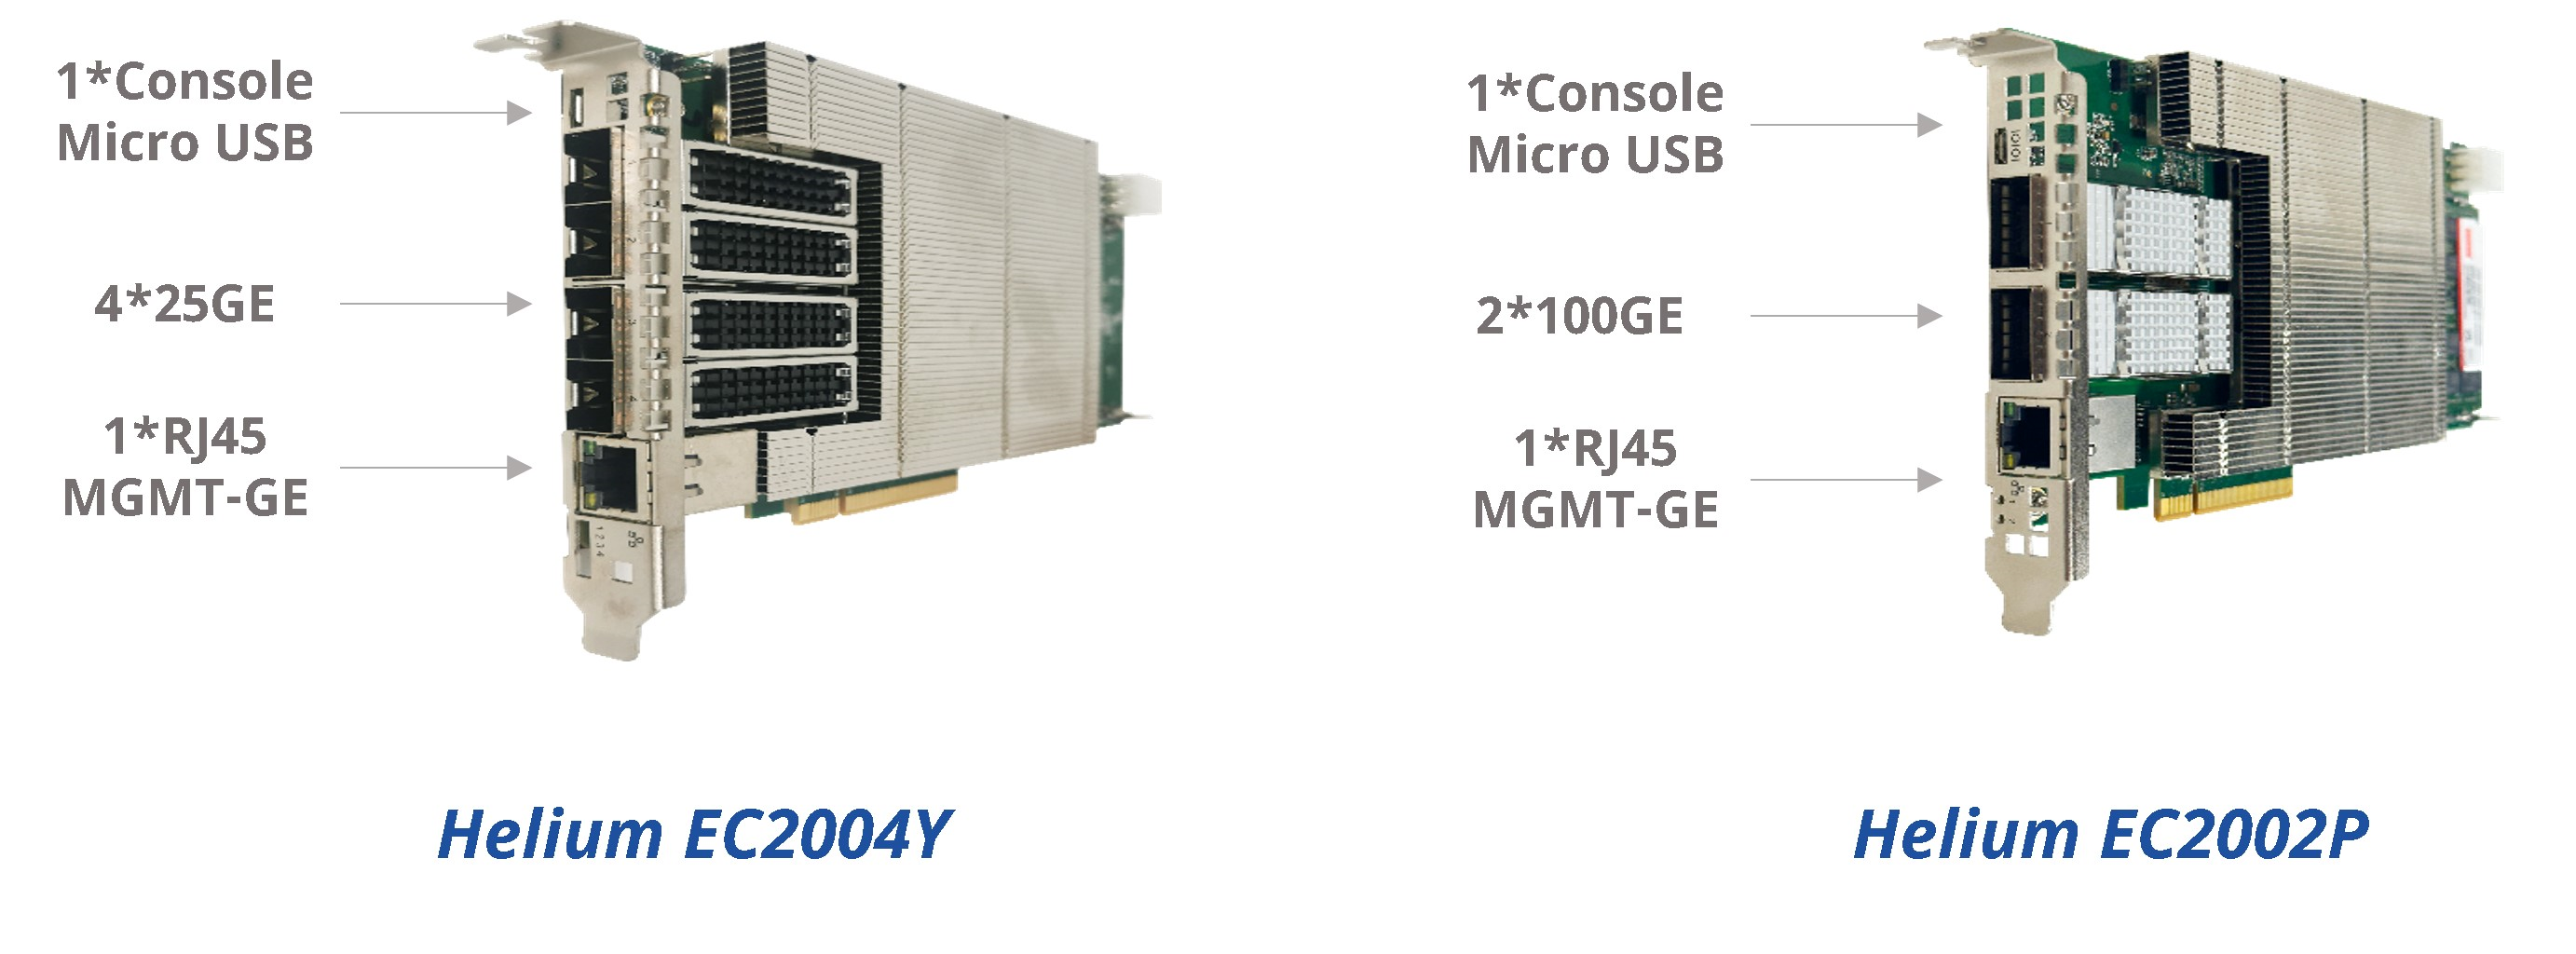 1*Console
Micro USB
4*25GE
1*RJ45
MGMT-GE
Helium EC2004Y
1*Console
Micro USB
2*100GE
1*RJ45
MGMT-GE
Helium EC2002P